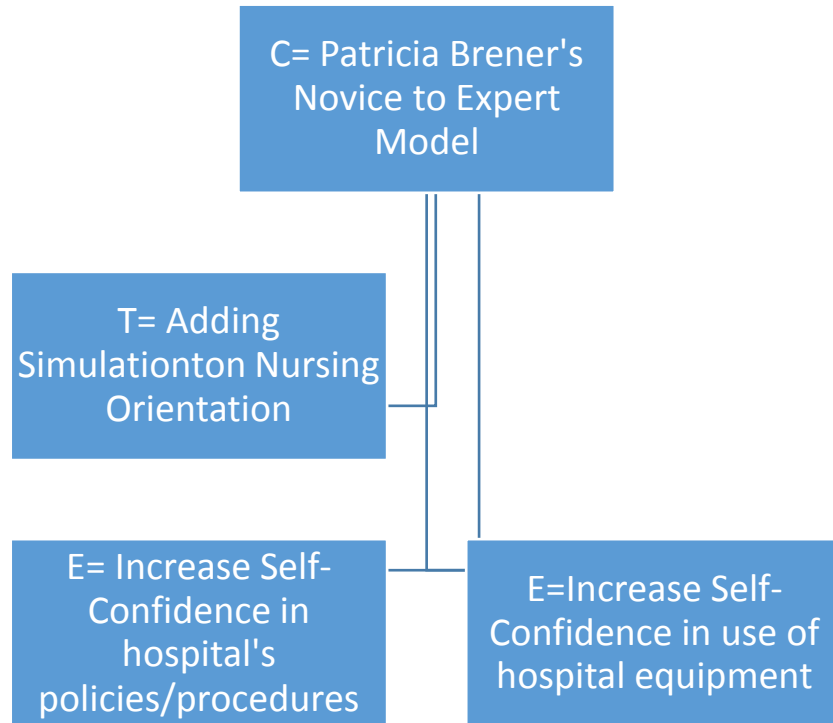 C= Patricia Brener's
Novice to Expert
Model
T= Adding
Simulationton Nursing
Orientation
E= Increase Self-
Confidence in
hospital's
policies/procedures
E=Increase Self-
Confidence in use of
hospital equipment